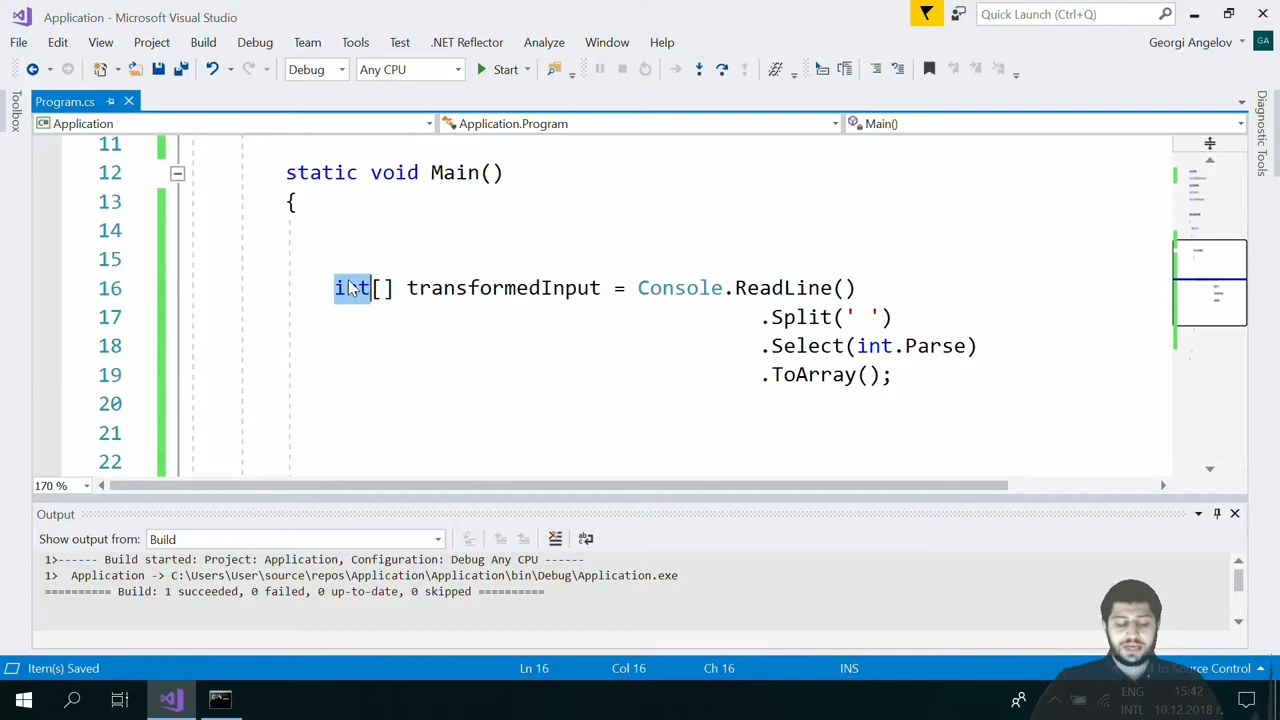 Application - Microsoft Visual Studio
Quick Launch (Ctrl+Q)
File Edit View Project Build Debug Team Tools Test .NET Reflector Analyze Window Help
Georgi Angelov
GA
Debug
Any CPU
Start
Program.cs
Toolbox
Diagnostic Tools
Application
Application.Program
Main()
11
12 static void Main()
13 {
14
15
16 int[] transformedInput = Console.ReadLine()
17 .Split(' ')
18 .Select(int.Parse)
19 .ToArray();
20
21
22
170 %
Output
Show output from: Build
1>------ Build started: Project: Application, Configuration: Debug Any CPU ------
1>  Application -> C:\Users\User\source\repos\Application\Application\bin\Debug\Application.exe
========== Build: 1 succeeded, 0 failed, 0 up-to-date, 0 skipped ==========
Item(s) Saved
Ln 16
Col 16
Ch 16
INS
to Source Control
ENG
INTL
15:42
10.12.2018 г.